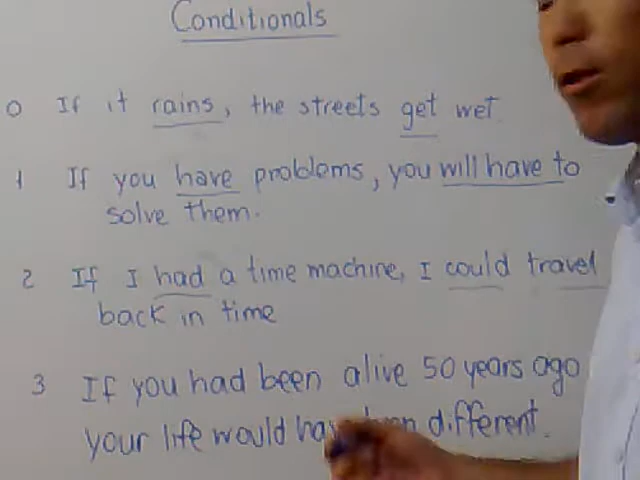 Conditionals
0 If it rains, the streets get wet
1 If you have problems, you will have to
solve them.
2 If I had a time machine, I could travel
back in time
3 If you had been alive 50 years ago
your life would different.